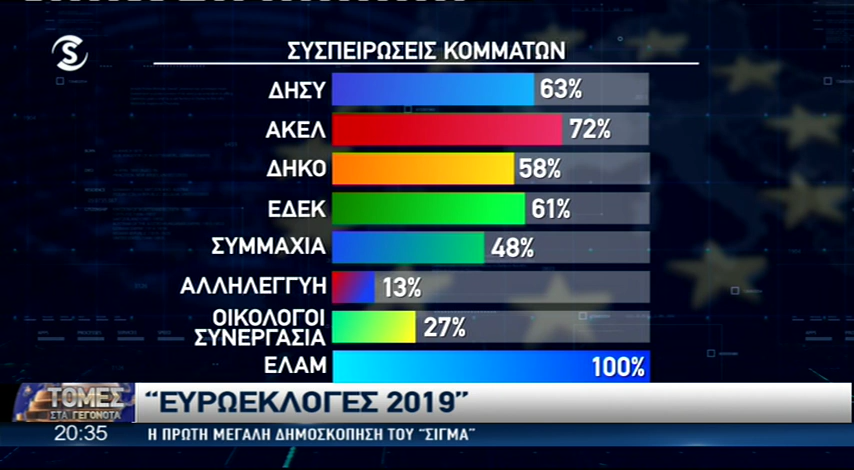 S
ΣΥΣΠΕΙΡΩΣΕΙΣ ΚΟΜΜΑΤΩΝ
ΔΗΣΥ 63%
ΑΚΕΛ 72%
ΔΗΚΟ 58%
ΕΔΕΚ 61%
ΣΥΜΜΑΧΙΑ 48%
ΑΛΛΗΛΕΓΓΥΗ 13%
ΟΙΚΟΛΟΓΟΙ
ΣΥΝΕΡΓΑΣΙΑ 27%
ΕΛΑΜ 100%
ΤΟΜΕΣ
ΣΤΑ ΓΕΓΟΝΟΤΑ
"ΕΥΡΩΕΚΛΟΓΕΣ 2019"
20:35 Η ΠΡΩΤΗ ΜΕΓΑΛΗ ΔΗΜΟΣΚΟΠΗΣΗ ΤΟΥ "ΣΙΓΜΑ"